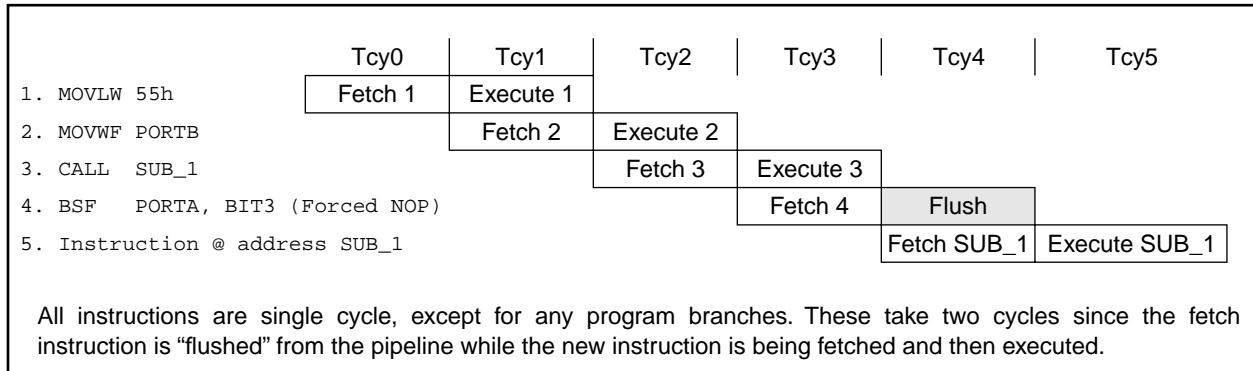 Tcy0 Tcy1 Tcy2 Tcy3 Tcy4 Tcy5
1. MOVLW 55h Fetch 1 Execute 1
2. MOVWF PORTB Fetch 2 Execute 2
3. CALL SUB_1 Fetch 3 Execute 3
4. BSF PORTA, BIT3 (Forced NOP) Fetch 4 Flush
5. Instruction @ address SUB_1 Fetch SUB_1 Execute SUB_1
All instructions are single cycle, except for any program branches. These take two cycles since the fetch
instruction is “flushed” from the pipeline while the new instruction is being fetched and then executed.